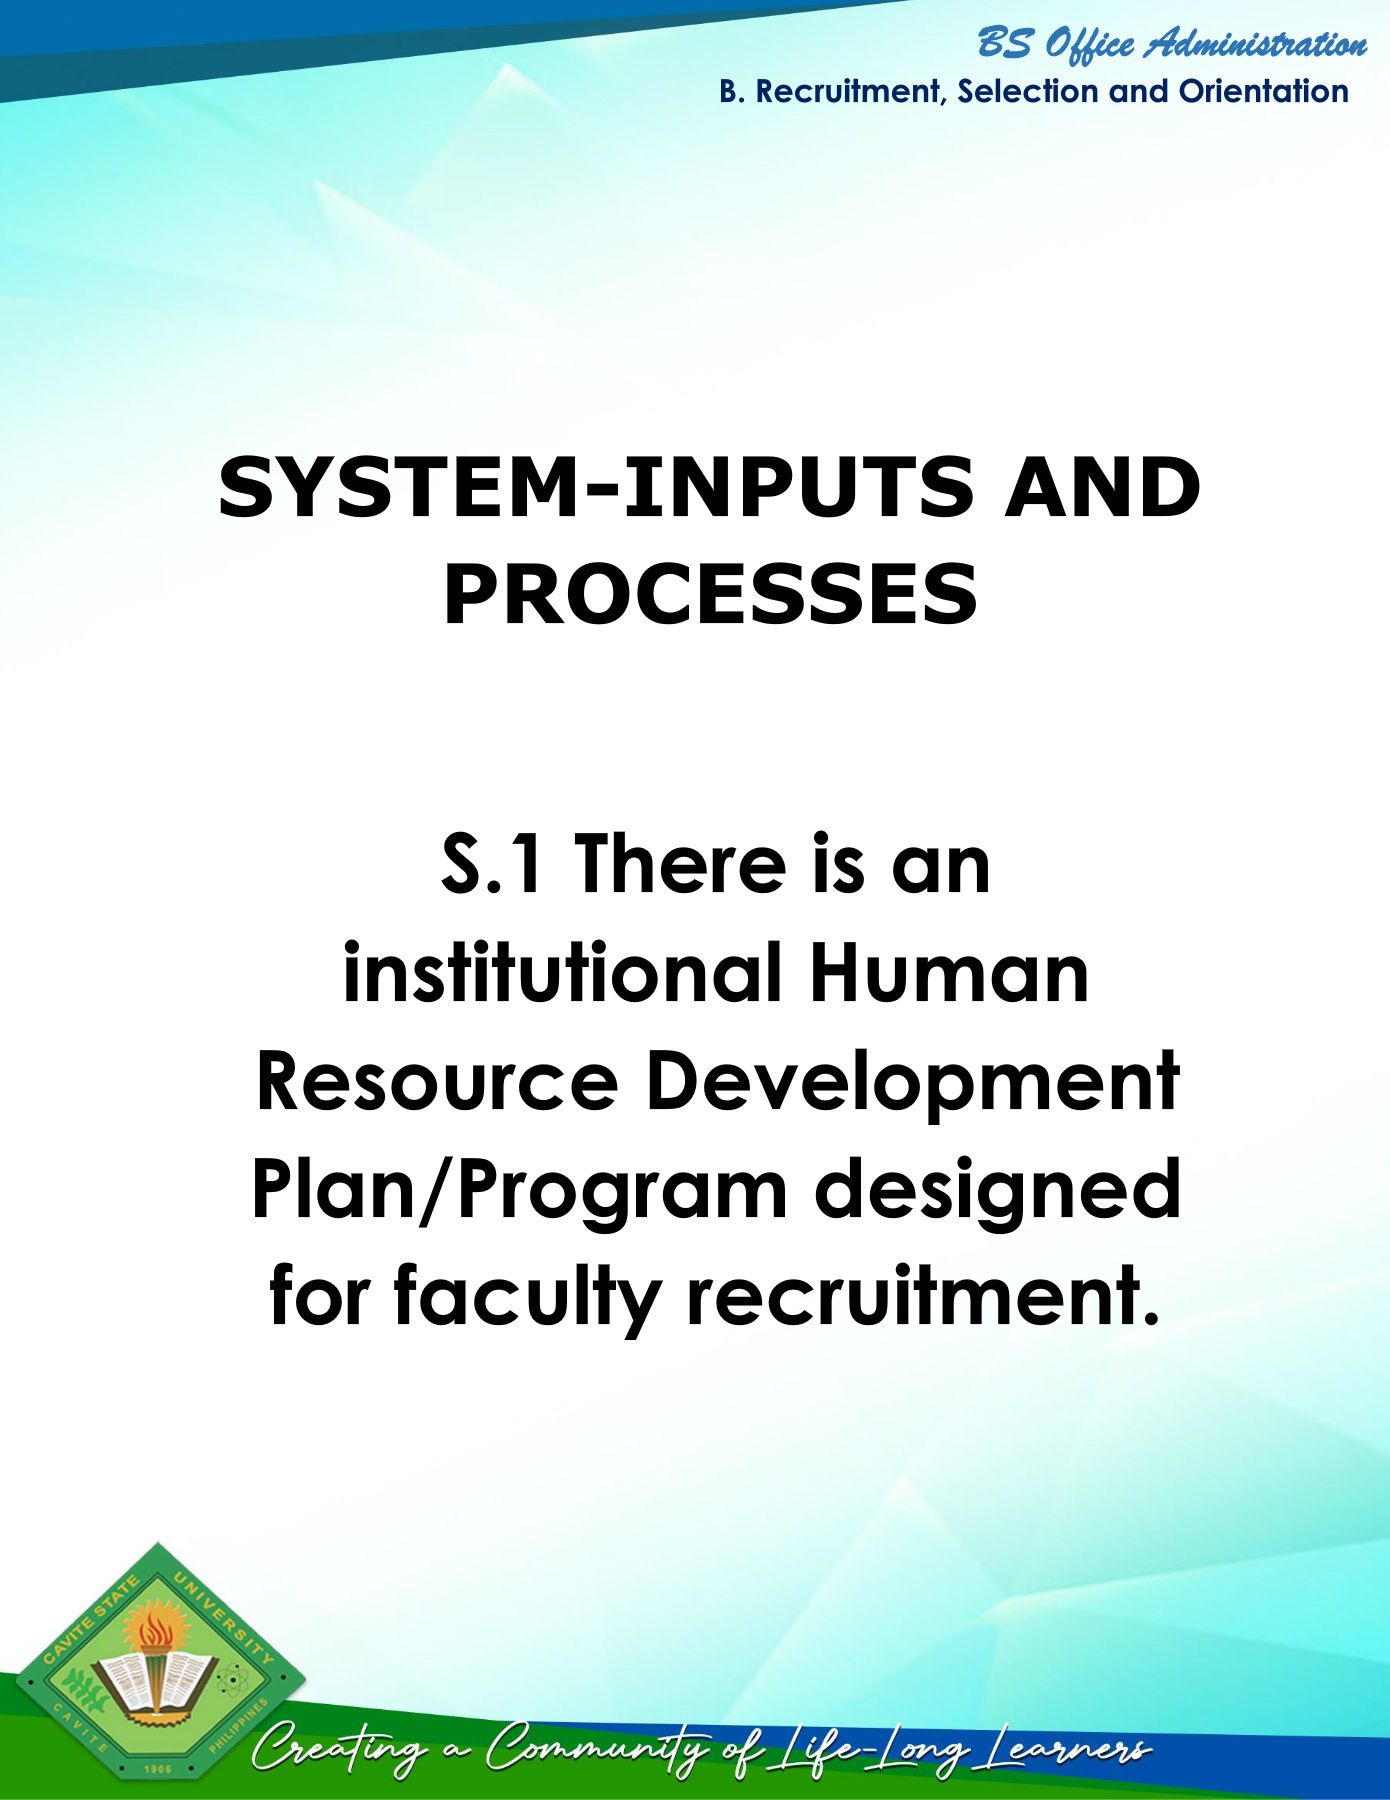 BS Office Administration
B. Recruitment, Selection and Orientation
SYSTEM-INPUTS AND
PROCESSES
S.1 There is an
institutional Human
Resource Development
Plan/Program designed
for faculty recruitment.
CAVITE STATE UNIVERSITY
CAVITE
PHILIPPINES
1906
Creating a Community of Life-Long Learners